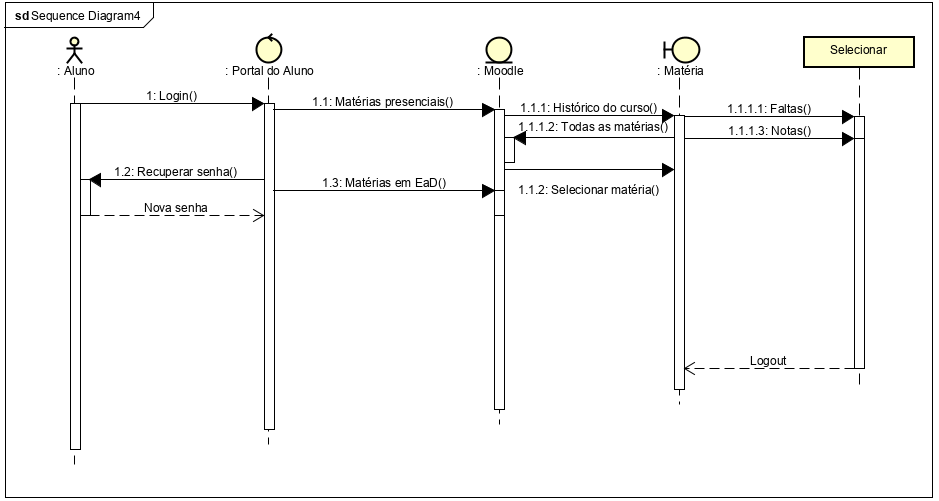 sd Sequence Diagram4
: Aluno
: Portal do Aluno
: Moodle
: Matéria
Selecionar
1: Login()
1.1: Matérias presenciais()
1.1.1: Histórico do curso()
1.1.1.1: Faltas()
1.1.1.2: Todas as matérias()
1.1.1.3: Notas()
1.2: Recuperar senha()
1.3: Matérias em EaD()
1.1.2: Selecionar matéria()
Nova senha
Logout